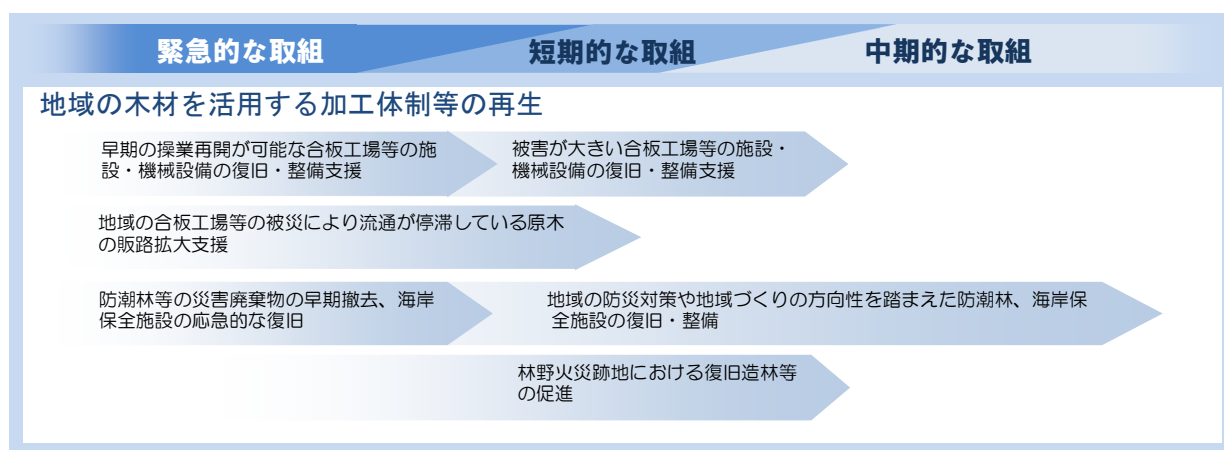 緊急的な取組
短期的な取組
中期的な取組
地域の木材を活用する加工体制等の再生
早期の操業再開が可能な合板工場等の施
設・機械設備の復旧・整備支援
被害が大きい合板工場等の施設・
機械設備の復旧・整備支援
地域の合板工場等の被災により流通が停滞している原木
の販路拡大支援
防潮林等の災害廃棄物の早期撤去、海岸
保全施設の応急的な復旧
地域の防災対策や地域づくりの方向性を踏まえた防潮林、海岸保
全施設の復旧・整備
林野火災跡地における復旧造林等
の促進